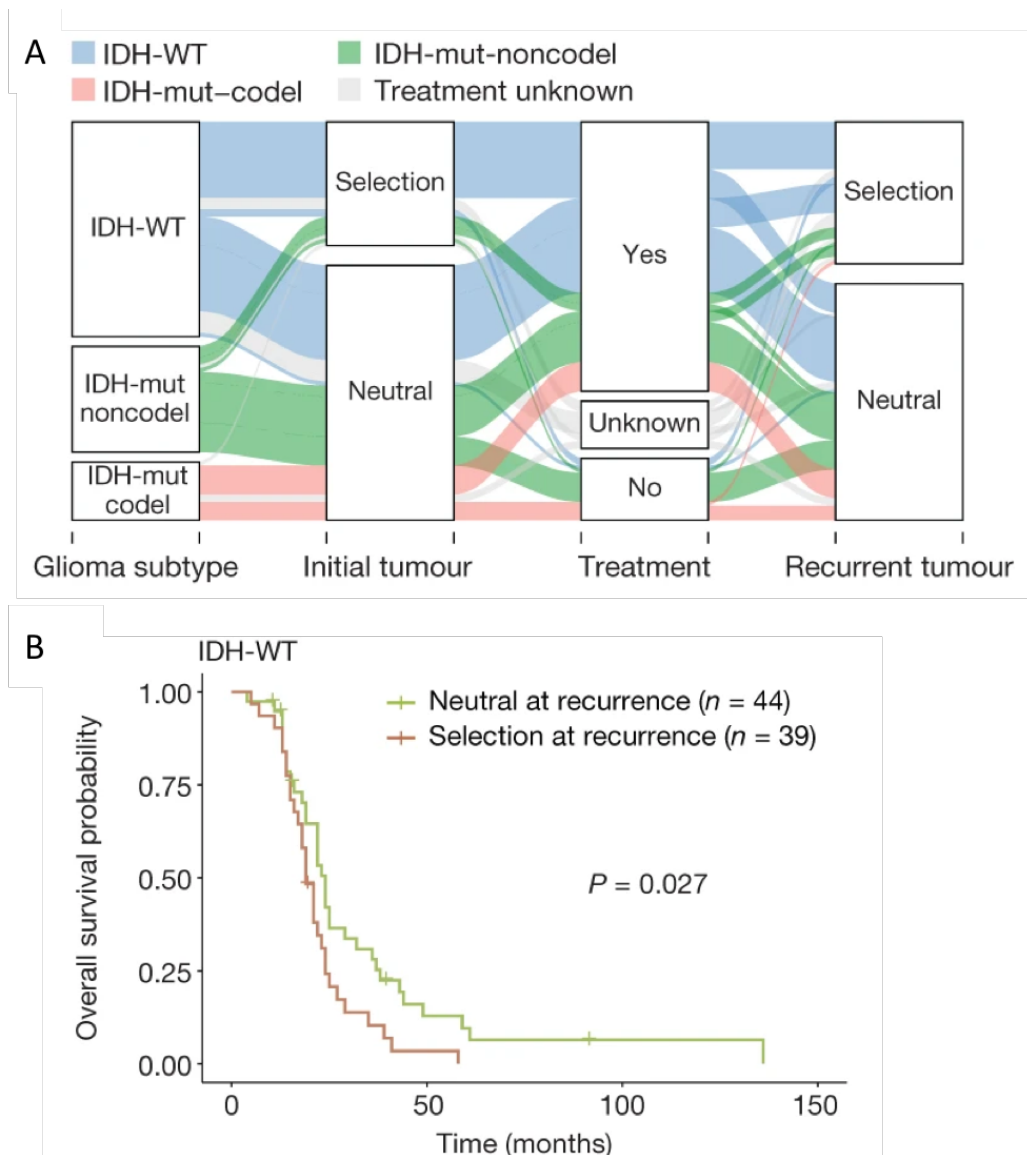 A
IDH-WT
IDH-mut-noncodel
IDH-mut–codel
Treatment unknown
IDH-WT
Selection
Yes
Selection
IDH-mut
noncodel
Neutral
Unknown
Neutral
IDH-mut
codel
No
Glioma subtype
Initial tumour
Treatment
Recurrent tumour
B
IDH-WT
Neutral at recurrence (n = 44)
Selection at recurrence (n = 39)
P = 0.027
Overall survival probability
1.00
0.75
0.50
0.25
0.00
0
50
100
150
Time (months)